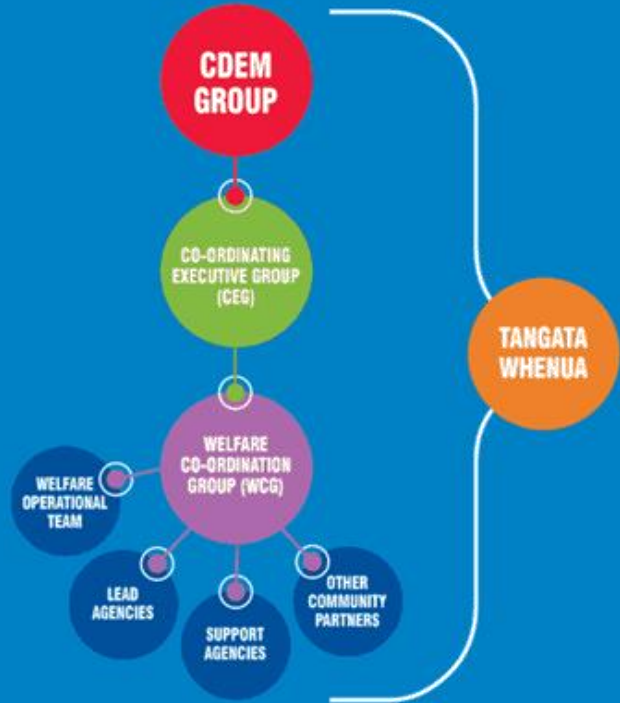 CDEM
GROUP
CO-ORDINATING
EXECUTIVE GROUP
(CEG)
TANGATA
WHENUA
WELFARE
CO-ORDINATION
GROUP (WCG)
WELFARE
OPERATIONAL
TEAM
LEAD
AGENCIES
SUPPORT
AGENCIES
OTHER
COMMUNITY
PARTNERS